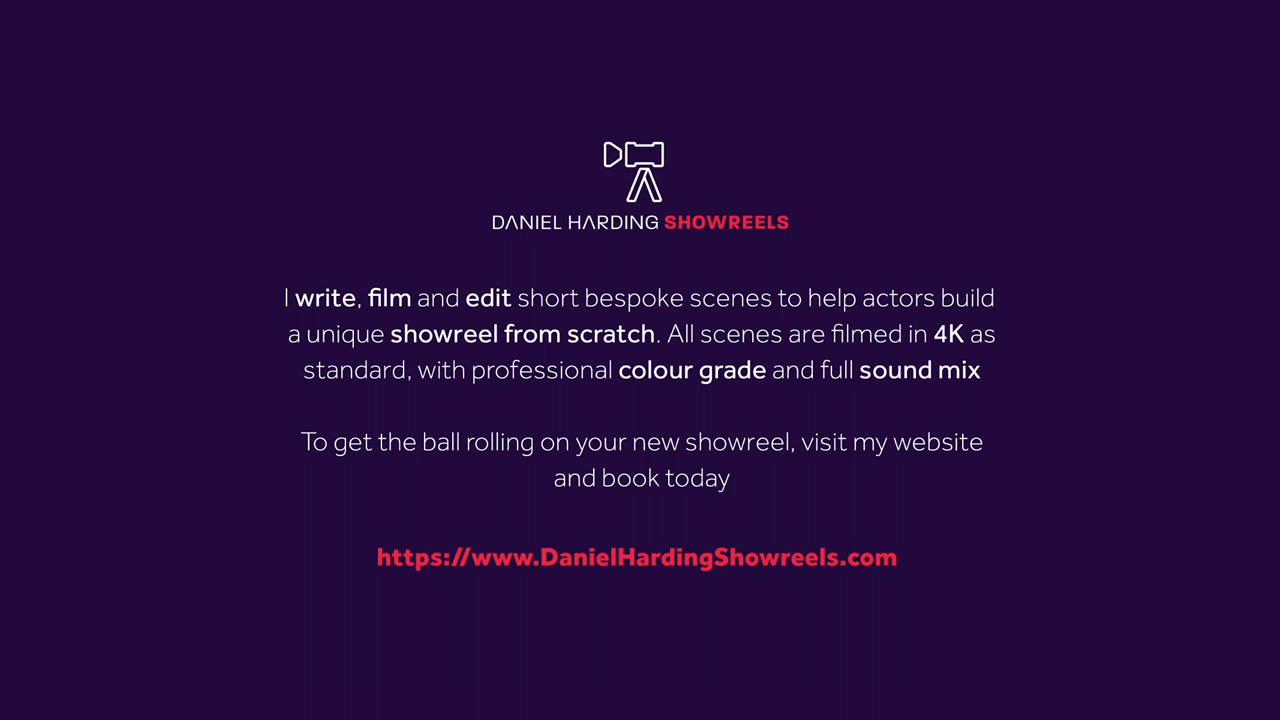 DANIEL HARDING SHOWREELS
I write, film and edit short bespoke scenes to help actors build
a unique showreel from scratch. All scenes are filmed in 4K as
standard, with professional colour grade and full sound mix
To get the ball rolling on your new showreel, visit my website
and book today
https://www.DanielHardingShowreels.com